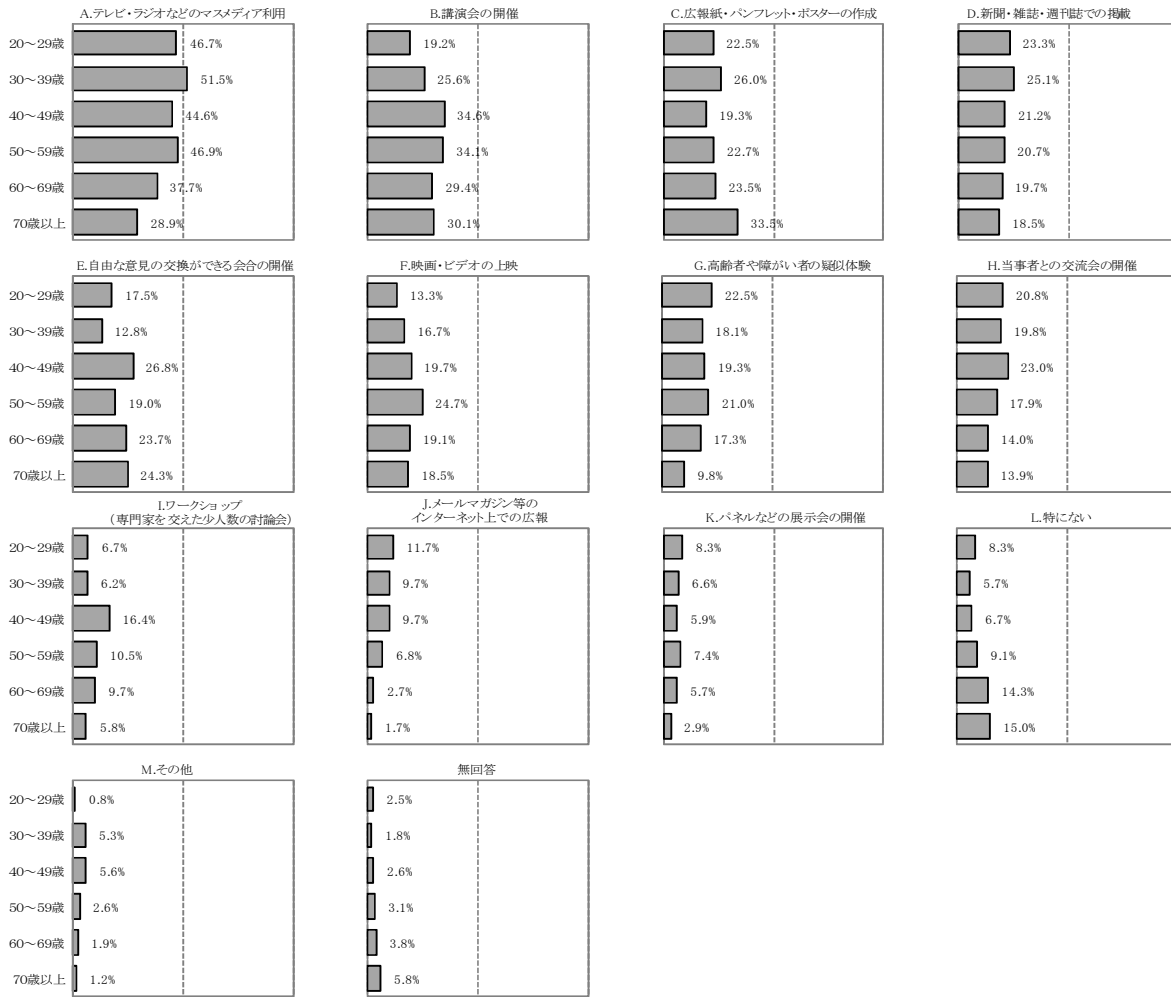 A.テレビ・ラジオなどのマスメディア利用
20～29歳 46.7%
30～39歳 51.5%
40～49歳 44.6%
50～59歳 46.9%
60～69歳 37.7%
70歳以上 28.9%
B.講演会の開催
19.2%
25.6%
34.6%
34.1%
29.4%
30.1%
C.広報紙・パンフレット・ポスターの作成
22.5%
26.0%
19.3%
22.7%
23.5%
33.5%
D.新聞・雑誌・週刊誌での掲載
23.3%
25.1%
21.2%
20.7%
19.7%
18.5%
E.自由な意見の交換ができる会合の開催
20～29歳 17.5%
30～39歳 12.8%
40～49歳 26.8%
50～59歳 19.0%
60～69歳 23.7%
70歳以上 24.3%
F.映画・ビデオの上映
13.3%
16.7%
19.7%
24.7%
19.1%
18.5%
G.高齢者や障がい者の疑似体験
22.5%
18.1%
19.3%
21.0%
17.3%
9.8%
H.当事者との交流会の開催
20.8%
19.8%
23.0%
17.9%
14.0%
13.9%
I.ワークショップ
（専門家を交えた少人数の討論会）
20～29歳 6.7%
30～39歳 6.2%
40～49歳 16.4%
50～59歳 10.5%
60～69歳 9.7%
70歳以上 5.8%
J.メールマガジン等の
インターネット上での広報
11.7%
9.7%
9.7%
6.8%
2.7%
1.7%
K.パネルなどの展示会の開催
8.3%
6.6%
5.9%
7.4%
5.7%
2.9%
L.特にない
8.3%
5.7%
6.7%
9.1%
14.3%
15.0%
M.その他
20～29歳 0.8%
30～39歳 5.3%
40～49歳 5.6%
50～59歳 2.6%
60～69歳 1.9%
70歳以上 1.2%
無回答
2.5%
1.8%
2.6%
3.1%
3.8%
5.8%